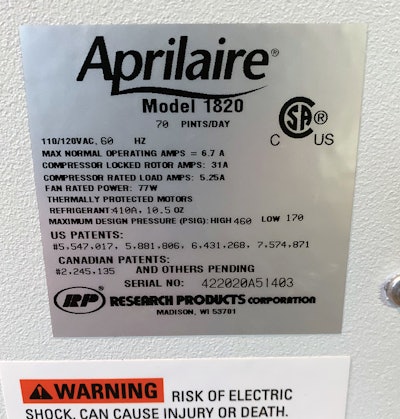 Aprilaire®
Model 1820
70 PINTS/DAY
110/120VAC, 60 HZ
MAX NORMAL OPERATING AMPS = 6.7 A
COMPRESSOR LOCKED ROTOR AMPS: 31A
COMPRESSOR RATED LOAD AMPS: 5.25A
FAN RATED POWER: 77W
THERMALLY PROTECTED MOTORS
REFRIGERANT 410A, 10.5 OZ
MAXIMUM DESIGN PRESSURE (PSIG): HIGH 460 LOW 170
C SA® US
US PATENTS:
#5,547,017, 5,881,806, 6,431,268, 7,574,871
CANADIAN PATENTS:
#2,245,135 AND OTHERS PENDING
SERIAL NO: 422020A51403
RP® RESEARCH PRODUCTS CORPORATION
MADISON, WI 53701
WARNING RISK OF ELECTRIC
SHOCK. CAN CAUSE INJURY OR DEATH.